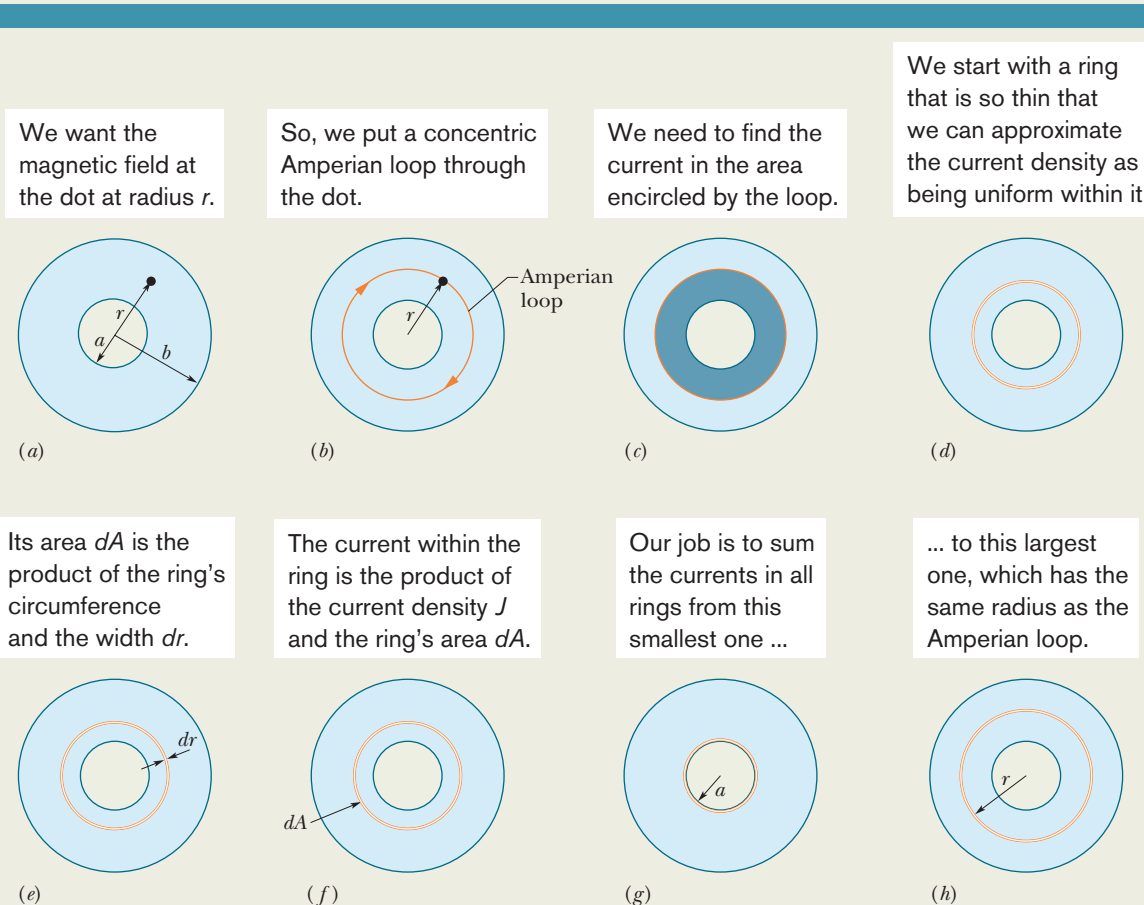 We want the
magnetic field at
the dot at radius r.
So, we put a concentric
Amperian loop through
the dot.
We need to find the
current in the area
encircled by the loop.
We start with a ring
that is so thin that
we can approximate
the current density as
being uniform within it
r
a
b
(a)
Amperian
loop
r
(b)
(c)
(d)
Its area dA is the
product of the ring's
circumference
and the width dr.
The current within the
ring is the product of
the current density J
and the ring's area dA.
Our job is to sum
the currents in all
rings from this
smallest one ...
... to this largest
one, which has the
same radius as the
Amperian loop.
dr
(e)
dA
(f)
a
(g)
r
(h)